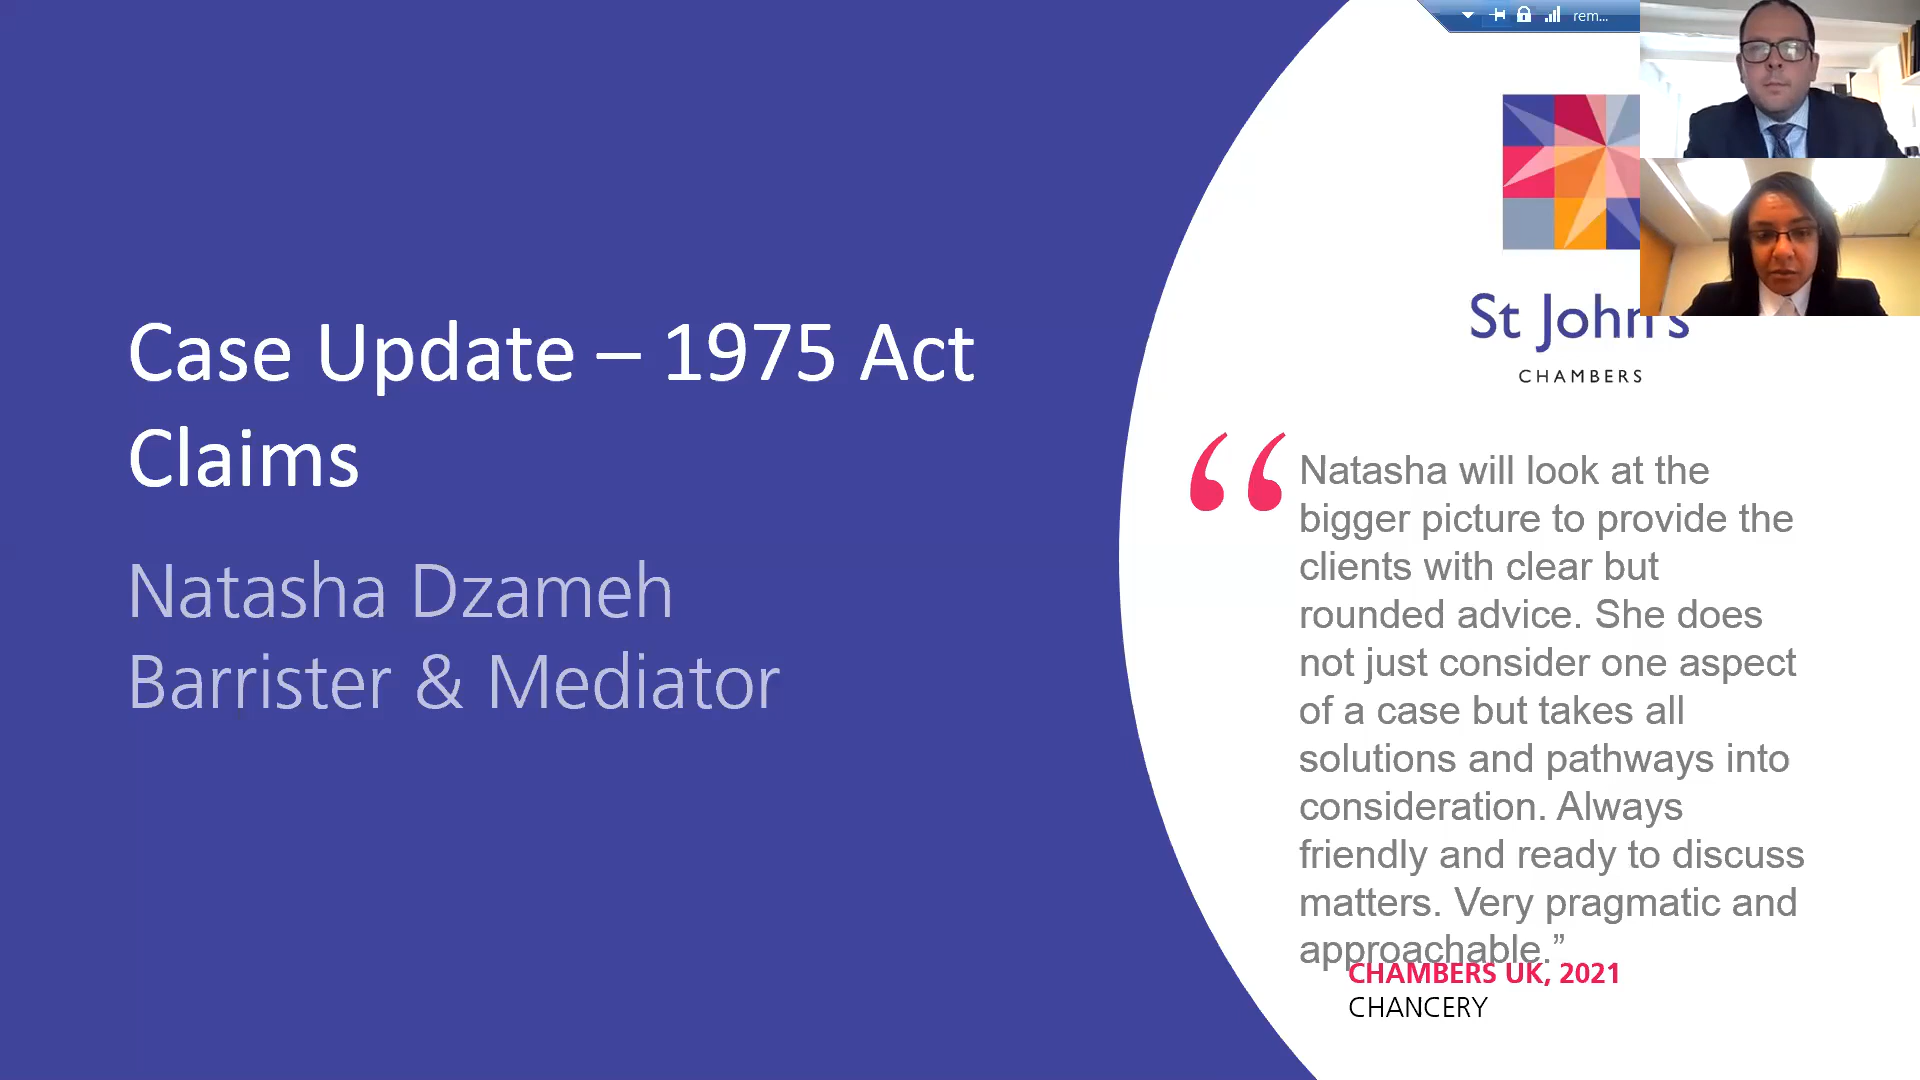 rem...
St John's
CHAMBERS
Case Update – 1975 Act
Claims
Natasha Dzameh
Barrister & Mediator
“Natasha will look at the
bigger picture to provide the
clients with clear but
rounded advice. She does
not just consider one aspect
of a case but takes all
solutions and pathways into
consideration. Always
friendly and ready to discuss
matters. Very pragmatic and
approachable.”
CHAMBERS UK, 2021
CHANCERY